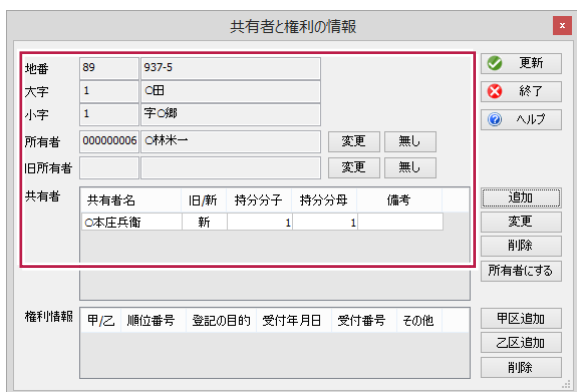 共有者と権利の情報
x
地番 89 937-5 更新
大字 1 ○田 終了
小字 1 字○郷 ヘルプ
所有者 000000006 ○林米一 変更 無し
旧所有者 変更 無し
共有者 共有者名 旧/新 持分分子 持分分母 備考 追加
○本庄兵衛 新 1 1 変更
削除
所有者にする
権利情報 甲/乙 順位番号 登記の目的 受付年月日 受付番号 その他 甲区追加
乙区追加
削除